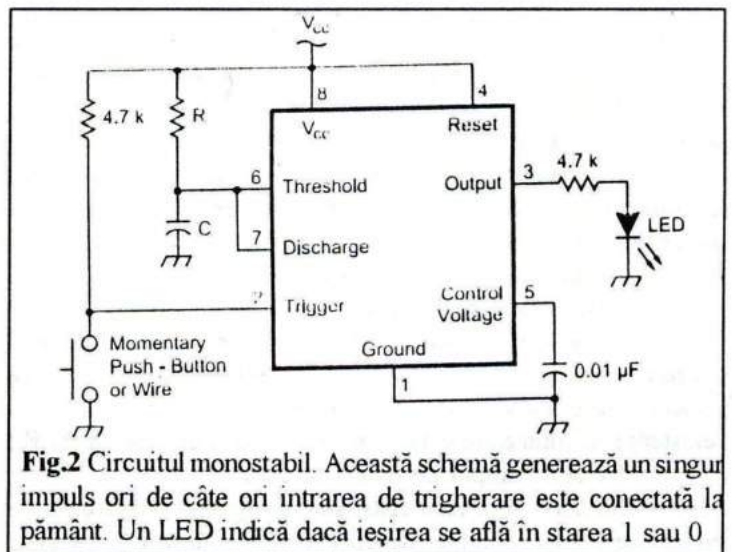 Vcc
8
4
4.7 k
R
Vcc
Reset
3
4.7 k
6
Threshold
Output
LED
C
7
Discharge
2
Trigger
Control
Voltage
5
Momentary
Push - Button
or Wire
Ground
1
0.01 µF
Fig.2 Circuitul monostabil. Această schemă generează un singur
impuls ori de câte ori intrarea de trigherare este conectată la
pământ. Un LED indică dacă ieşirea se află în starea 1 sau 0